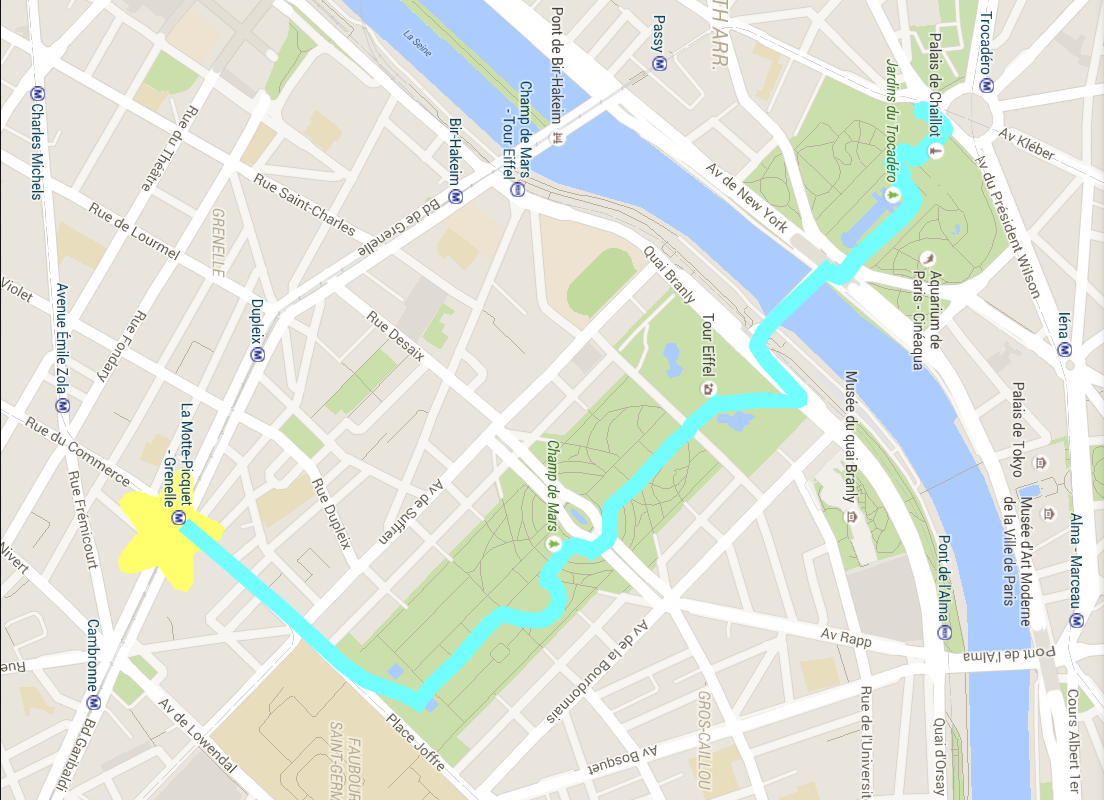 La Seine
Pont de Bir-Hakeim
Passy
TH ARR.
Trocadéro
Palais de Chaillot
Jardins du Trocadéro
Av Kléber
Av du Président Wilson
Charles Michels
Rue du Théâtre
Champ de Mars
- Tour Eiffel
Bir-Hakeim
Rue Saint-Charles
Bd de Grenelle
Rue de Lourmel
GRENELLE
Av de New York
Quai Branly
Aquarium de
Paris - Cinéaqua
Iéna
Violet
Avenue Émile Zola
Rue Fondary
Dupleix
Rue Desaix
Tour Eiffel
Musée du quai Branly
Palais de Tokyo
Musée d'Art Moderne
de la Ville de Paris
Alma - Marceau
Rue du Commerce
La Motte-Picquet
- Grenelle
Rue Frémicourt
Rue Dupleix
Av de Suffren
Champ de Mars
Pont de l'Alma
Pont de l'Alma
Nivert
Cambronne
Rue
Av de Lowendal
Bd Garibaldi
Place Joffre
FAUBOUR
SAINT-GERM
Av de la Bourdonnais
Av Rapp
GROS-CAILLOU
Av Bosquet
Rue de l'Universit
Quai d'Orsay
Cours Albert 1er